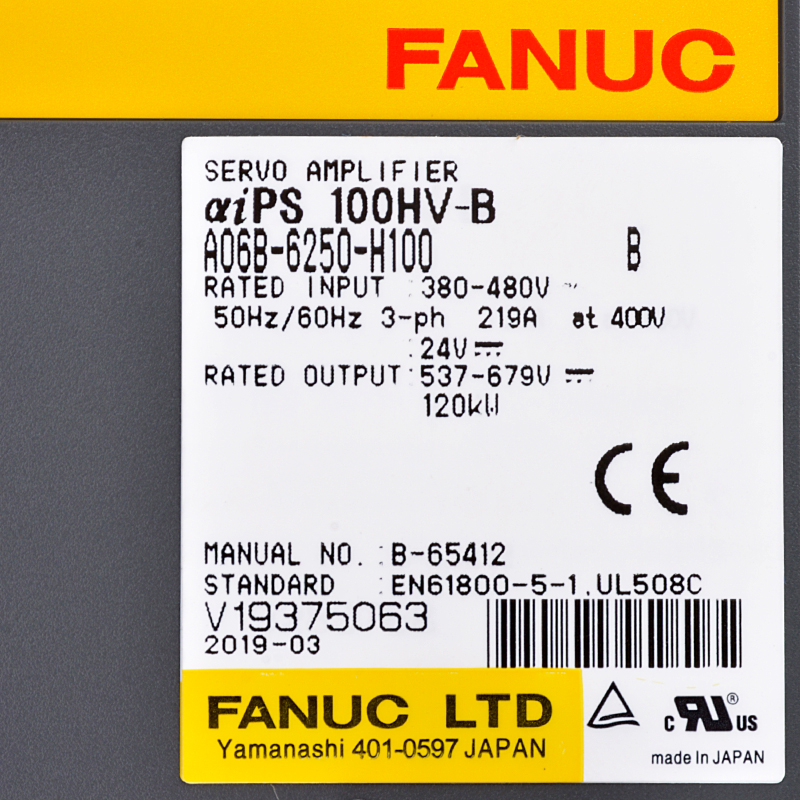 FANUC
SERVO AMPLIFIER
αiPS 100HV-B
A06B-6250-H100 B
RATED INPUT :380-480V ~
50Hz/60Hz 3-ph 219A at 400V
:24V ⎓
RATED OUTPUT:537-679V ⎓
120kW
CE
MANUAL NO. :B-65412
STANDARD :EN61800-5-1,UL508C
V19375063
2019-03
FANUC LTD
Yamanashi 401-0597 JAPAN
c RU ® US
made In JAPAN